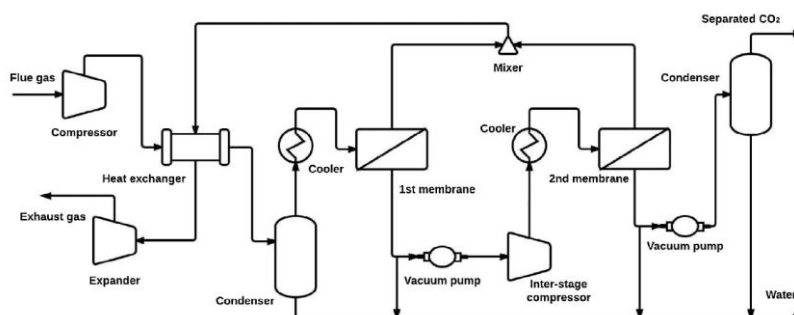 Separated CO₂
Mixer
Condenser
Flue gas
Compressor
Cooler
Cooler
Heat exchanger
1st membrane
2nd membrane
Exhaust gas
Expander
Vacuum pump
Vacuum pump
Inter-stage
compressor
Condenser
Water